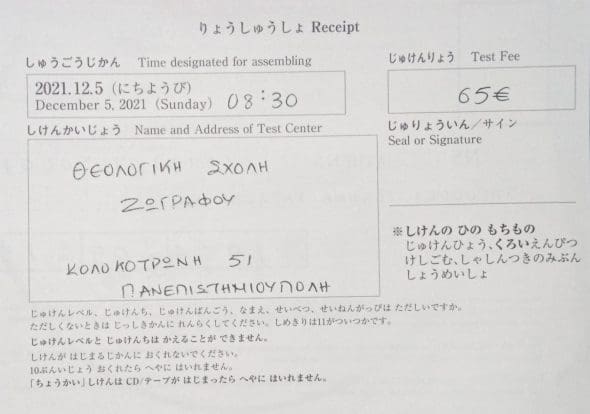 りょうしゅうしょ Receipt
しゅうごうじかん Time designated for assembling
2021.12.5 (にちようび)
December 5, 2021 (Sunday) 08:30
じゅけんりょう Test Fee
65€
しけんかいじょう Name and Address of Test Center
ΘΕΟΛΟΓΙΚΗ ΣΧΟΛΗ
ΖΩΓΡΑΦΟΥ
ΚΟΛΟΚΟΤΡΩΝΗ 51
ΠΑΝΕΠΙΣΤΗΜΙΟΥΠΟΛΗ
じゅりょういん／サイン
Seal or Signature
※しけんの ひの もちもの
じゅけんひょう、くろいえんぴつ
けしごむ、しゃしんつきのみぶん
しょうめいしょ
じゅけんレベル、じゅけんち、じゅけんばんごう、なまえ、せいべつ、せいねんがっぴは ただしいですか。
ただしくないときは じっしきかんに れんらくしてください。しめきりは11がついつかです。
じゅけんレベルと じゅけんちは かえることが できません。
しけんが はじまるじかんに おくれないでください。
10ぷんいじょう おくれたら へやに はいれません。
「ちょうかい」しけんは CD/テープが はじまったら へやに はいれません。